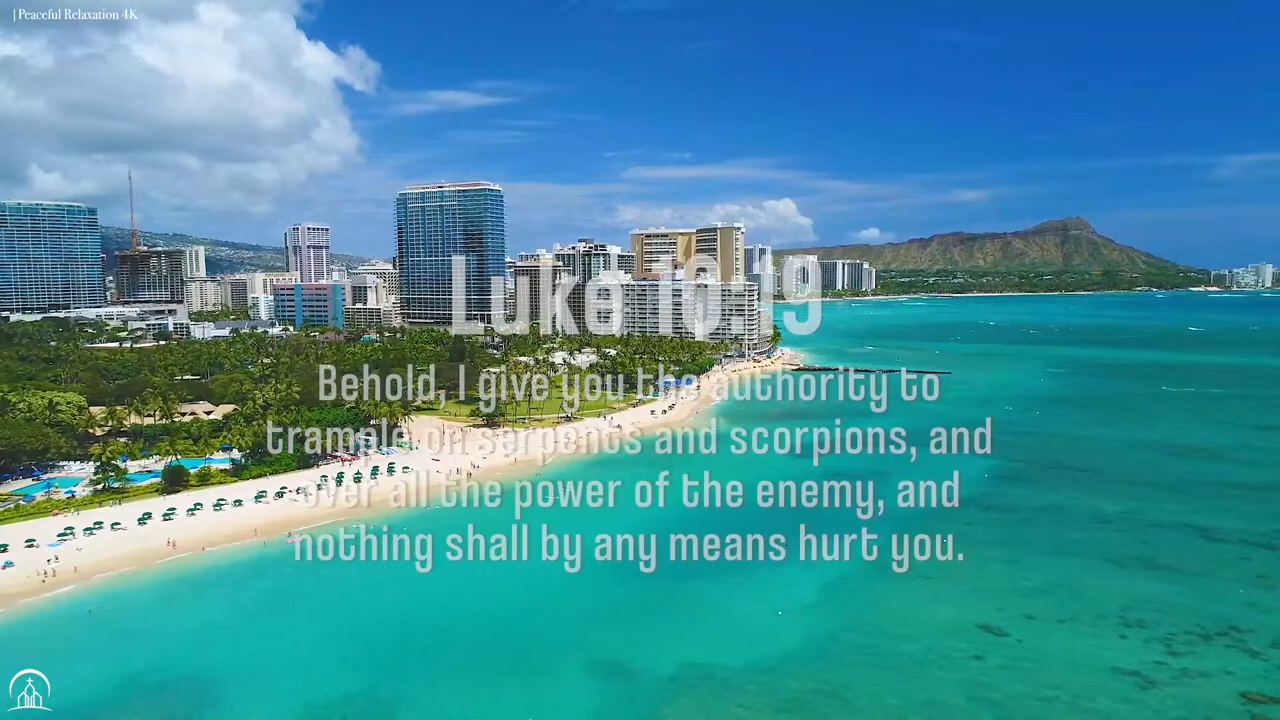 | Peaceful Relaxation 4K
Luke 10:19
Behold, I give you the authority to
trample on serpents and scorpions, and
over all the power of the enemy, and
nothing shall by any means hurt you.